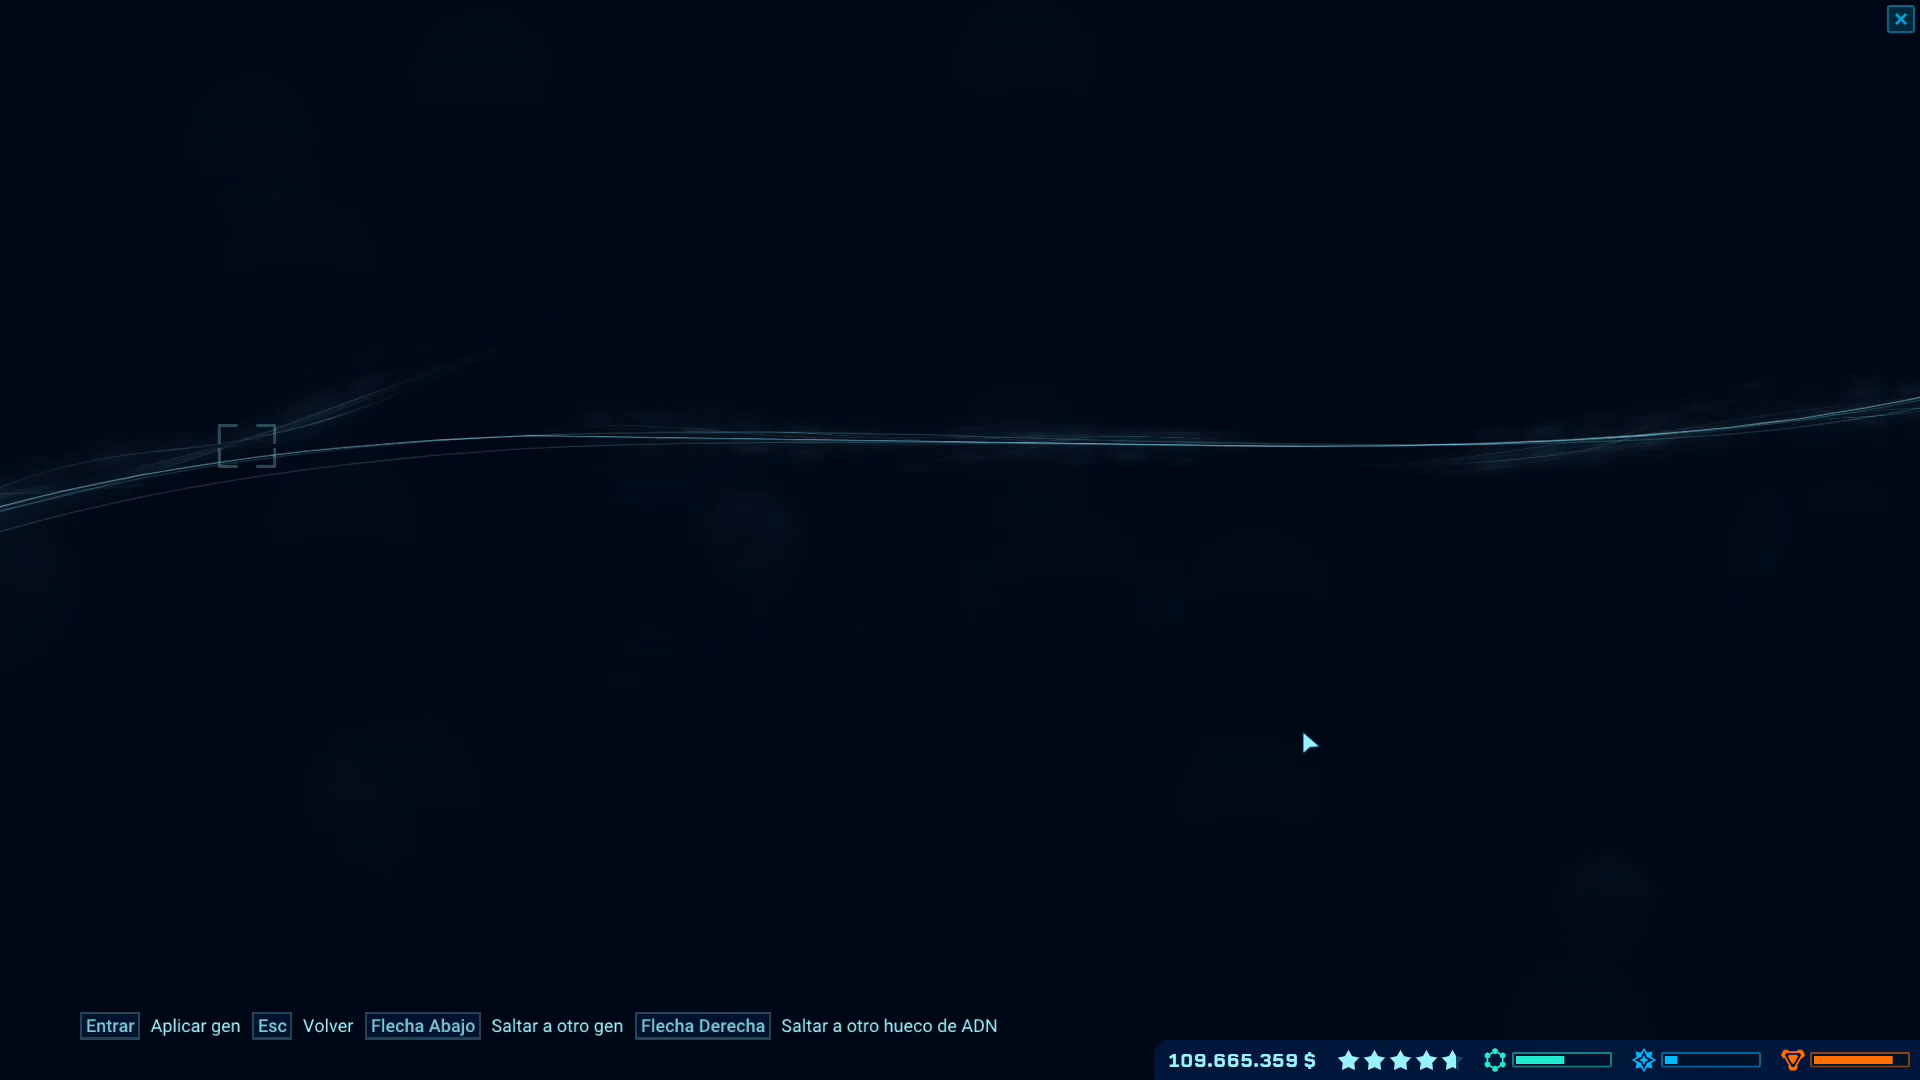 Entrar Aplicar gen Esc Volver Flecha Abajo Saltar a otro gen Flecha Derecha Saltar a otro hueco de ADN
109.665.359 $